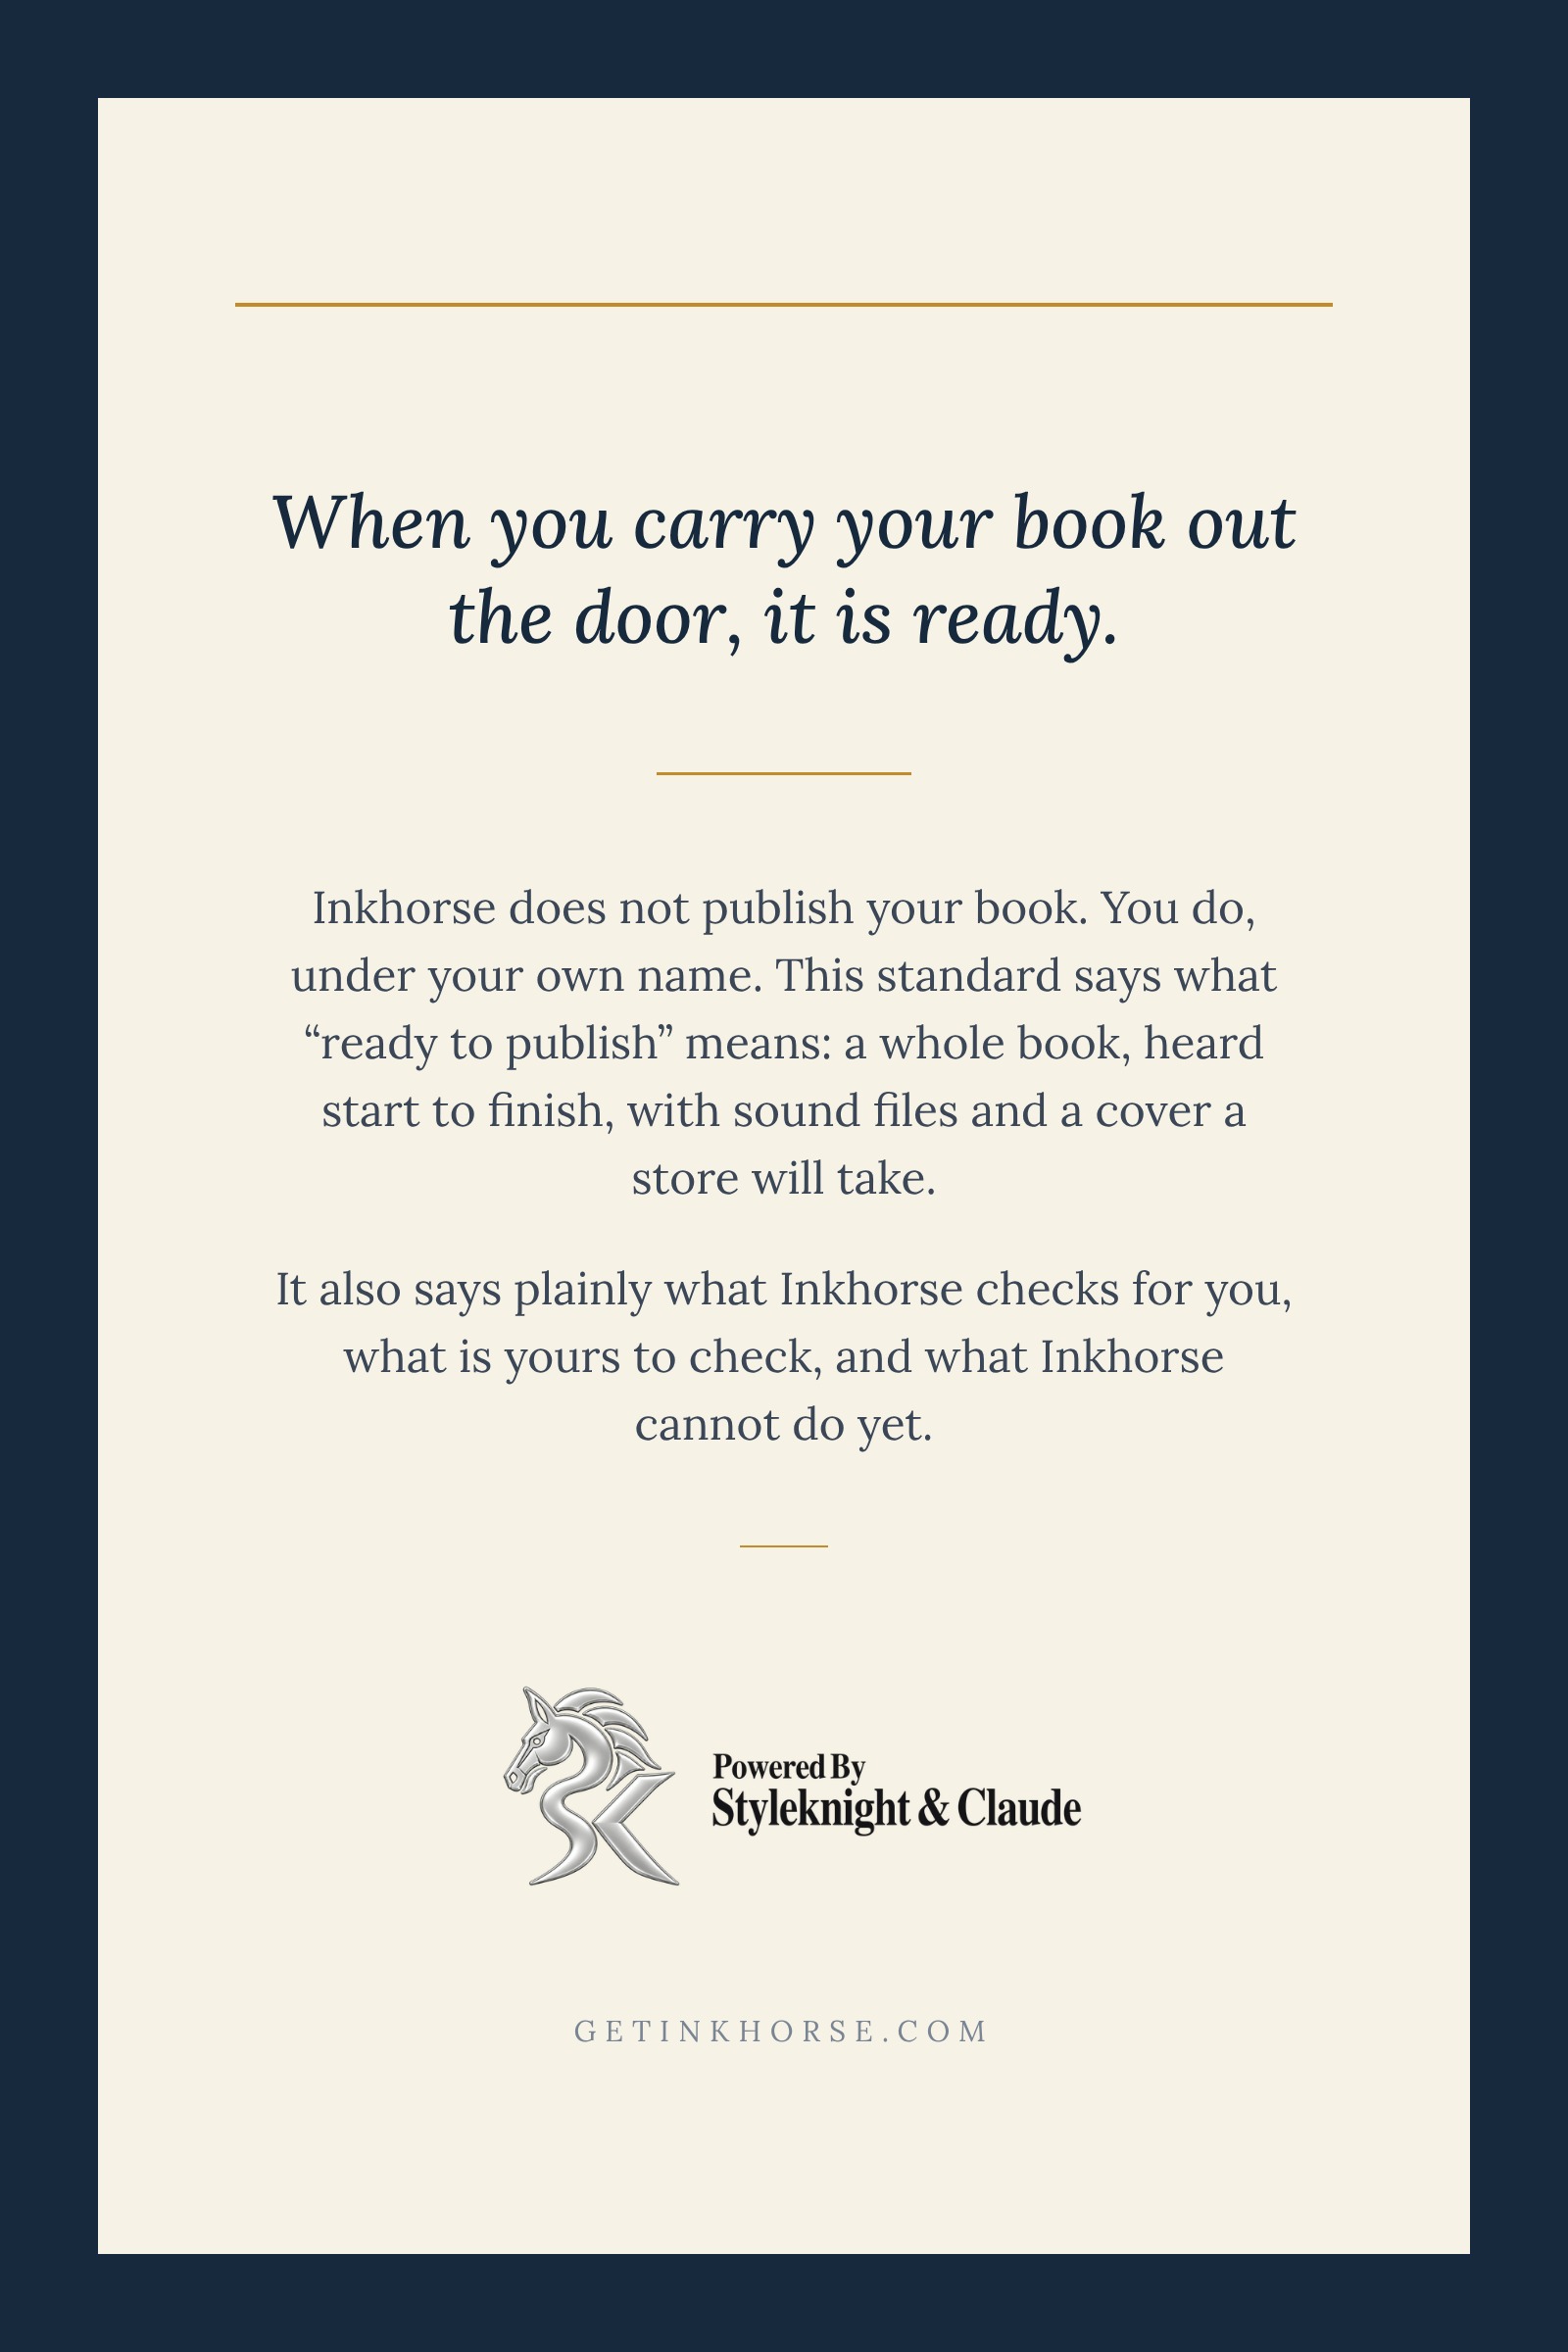 When you carry your book out
the door, it is ready.
Inkhorse does not publish your book. You do,
under your own name. This standard says what
“ready to publish” means: a whole book, heard
start to finish, with sound files and a cover a
store will take.
It also says plainly what Inkhorse checks for you,
what is yours to check, and what Inkhorse
cannot do yet.
Powered By
Styleknight & Claude
GETINKHORSE.COM